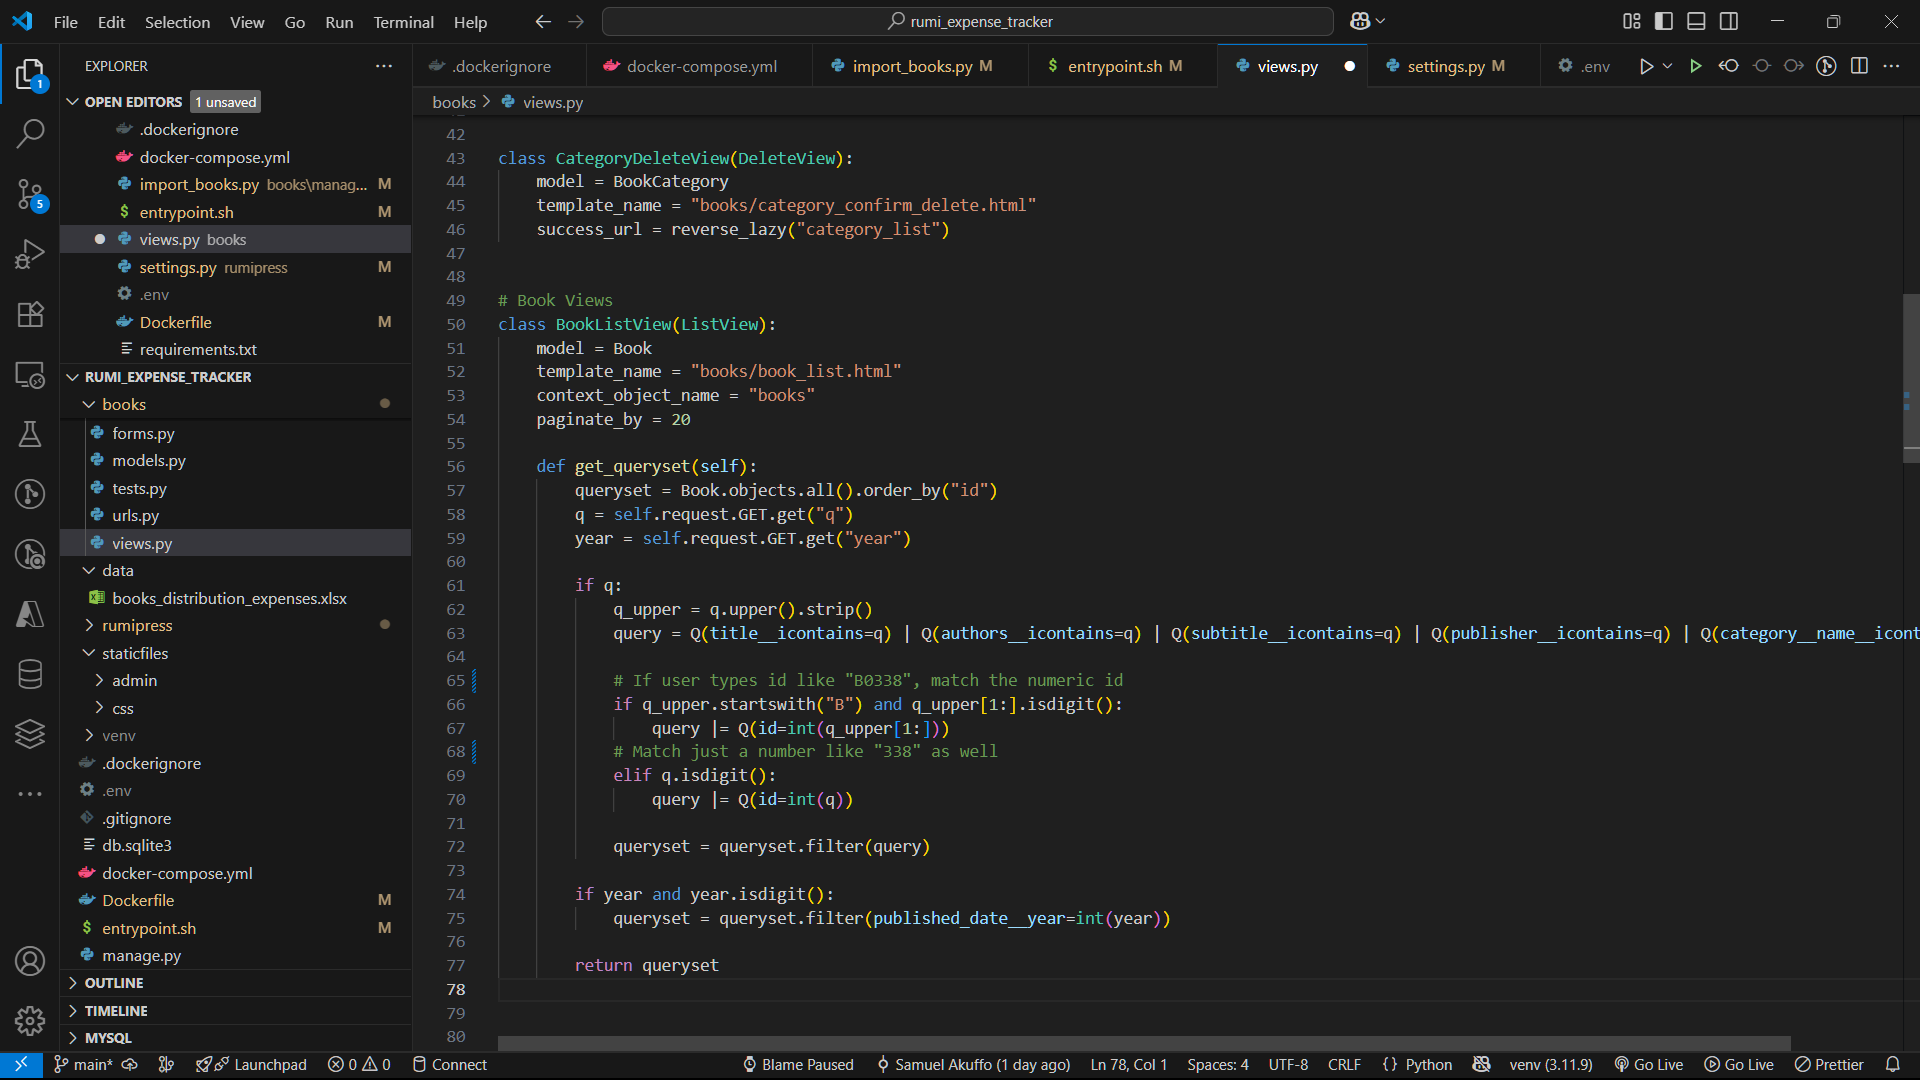 File Edit Selection View Go Run Terminal Help
rumi_expense_tracker
EXPLORER
OPEN EDITORS 1 unsaved
.dockerignore
docker-compose.yml
import_books.py books\manag... M
entrypoint.sh M
views.py books
settings.py rumipress M
.env
Dockerfile M
requirements.txt
RUMI_EXPENSE_TRACKER
books
forms.py
models.py
tests.py
urls.py
views.py
data
books_distribution_expenses.xlsx
rumipress
staticfiles
admin
css
venv
.dockerignore
.env
.gitignore
db.sqlite3
docker-compose.yml
Dockerfile M
entrypoint.sh M
manage.py
OUTLINE
TIMELINE
MYSQL
1
5
.dockerignore docker-compose.yml import_books.py M entrypoint.sh M views.py settings.py M .env
books > views.py
42
43 class CategoryDeleteView(DeleteView):
44 model = BookCategory
45 template_name = "books/category_confirm_delete.html"
46 success_url = reverse_lazy("category_list")
47
48
49 # Book Views
50 class BookListView(ListView):
51 model = Book
52 template_name = "books/book_list.html"
53 context_object_name = "books"
54 paginate_by = 20
55
56 def get_queryset(self):
57 queryset = Book.objects.all().order_by("id")
58 q = self.request.GET.get("q")
59 year = self.request.GET.get("year")
60
61 if q:
62 q_upper = q.upper().strip()
63 query = Q(title__icontains=q) | Q(authors__icontains=q) | Q(subtitle__icontains=q) | Q(publisher__icontains=q) | Q(category__name__icont
64
65 # If user types id like "B0338", match the numeric id
66 if q_upper.startswith("B") and q_upper[1:].isdigit():
67 query |= Q(id=int(q_upper[1:]))
68 # Match just a number like "338" as well
69 elif q.isdigit():
70 query |= Q(id=int(q))
71
72 queryset = queryset.filter(query)
73
74 if year and year.isdigit():
75 queryset = queryset.filter(published_date__year=int(year))
76
77 return queryset
78
79
80
main* Launchpad 0 0 Connect Blame Paused Samuel Akuffo (1 day ago) Ln 78, Col 1 Spaces: 4 UTF-8 CRLF {} Python venv (3.11.9) Go Live Go Live Prettier